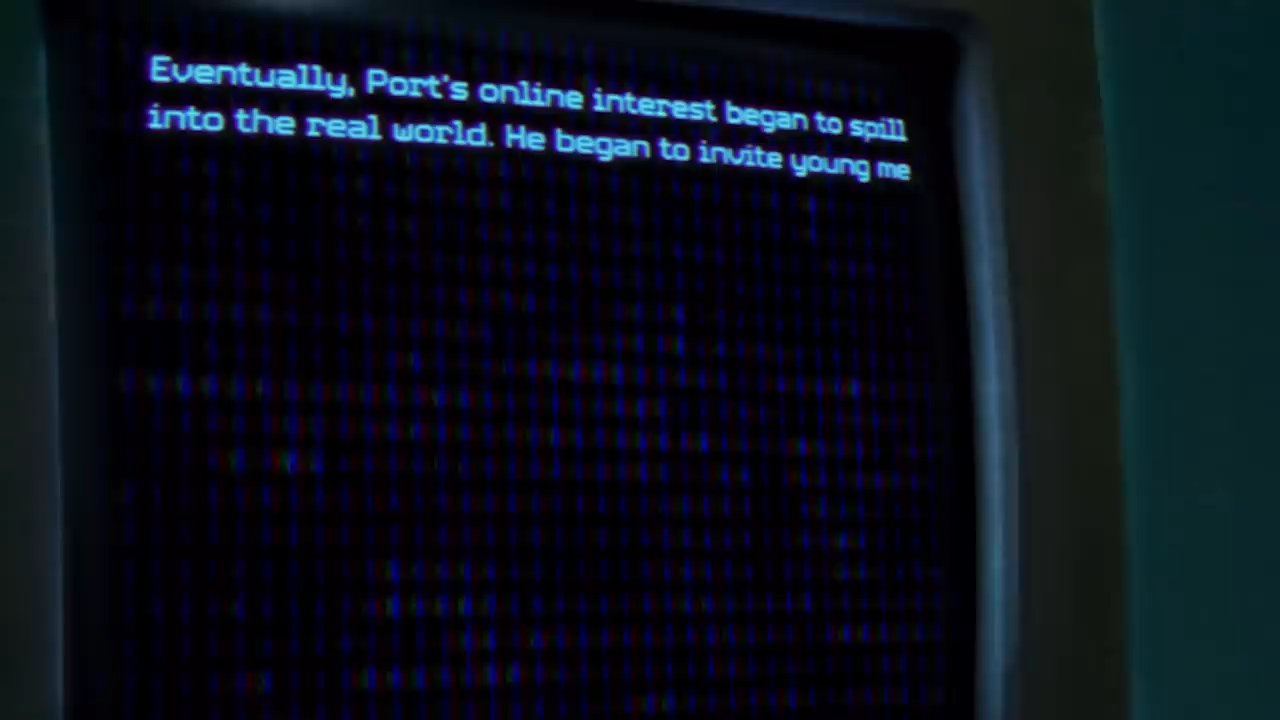 Eventually, Port's online interest began to spill
into the real world. He began to invite young me